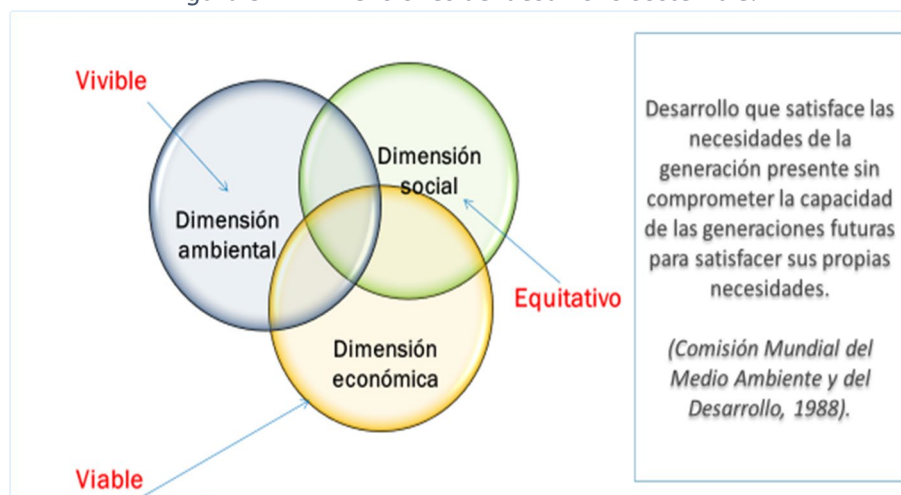 Vivible
Dimensión
social
Dimensión
ambiental
Equitativo
Dimensión
económica
Viable
Desarrollo que satisface las
necesidades de la
generación presente sin
comprometer la capacidad
de las generaciones futuras
para satisfacer sus propias
necesidades.
(Comisión Mundial del
Medio Ambiente y del
Desarrollo, 1988).